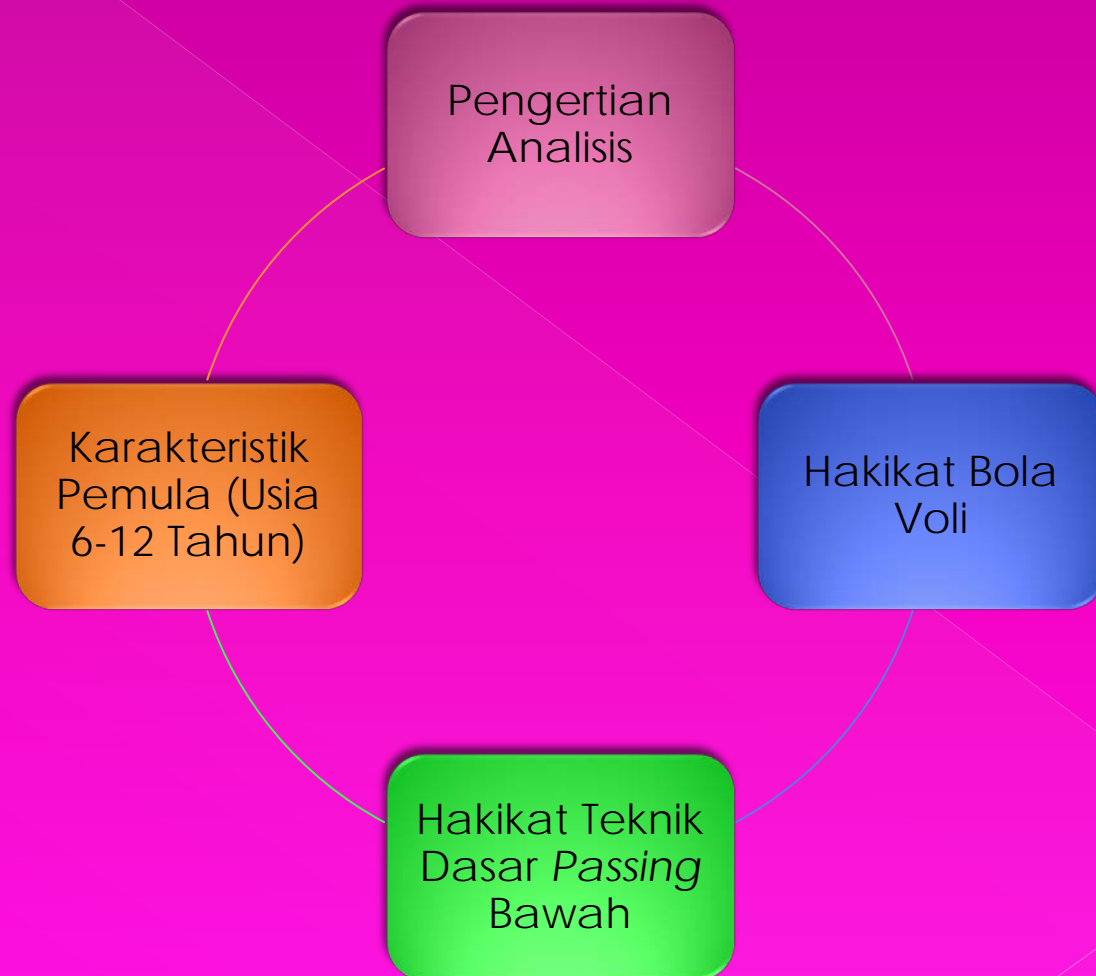 Pengertian
Analisis
Karakteristik
Pemula (Usia
6-12 Tahun)
Hakikat Bola
Voli
Hakikat Teknik
Dasar Passing
Bawah